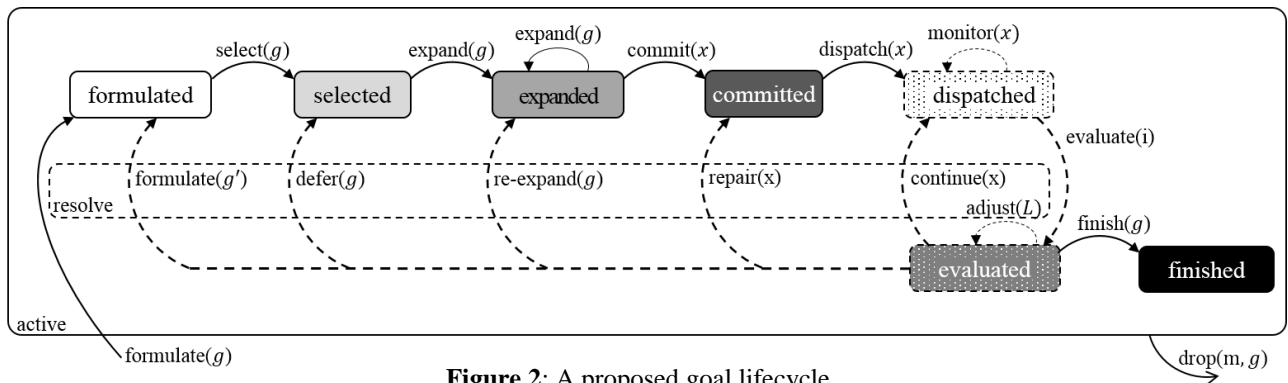 expand(g)
monitor(x)
select(g)
expand(g)
commit(x)
dispatch(x)
formulated
selected
expanded
committed
dispatched
evaluate(i)
formulate(g′)
defer(g)
re-expand(g)
repair(x)
continue(x)
resolve
adjust(L)
finish(g)
evaluated
finished
active
formulate(g)
drop(m, g)
Figure 2: A proposed goal lifecycle